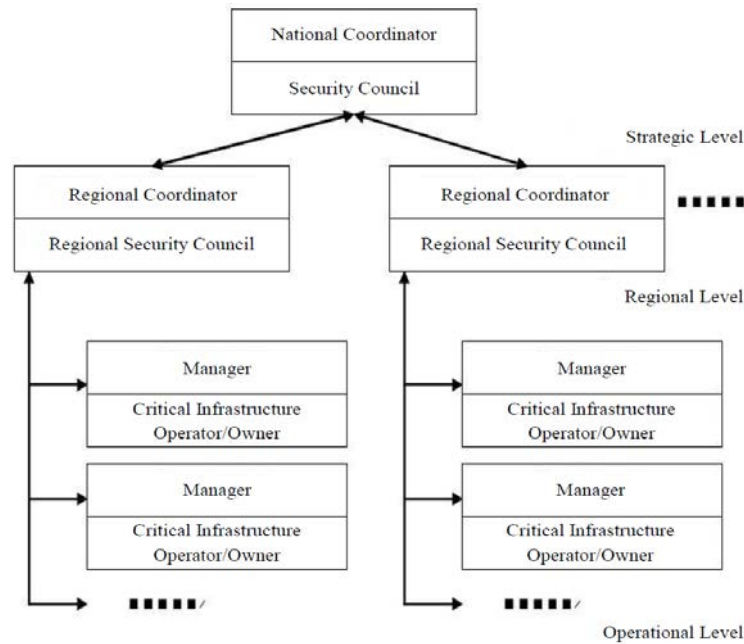 National Coordinator
Security Council
Strategic Level
Regional Coordinator
Regional Security Council
Regional Coordinator
Regional Security Council
Regional Level
Manager
Critical Infrastructure
Operator/Owner
Manager
Critical Infrastructure
Operator/Owner
Manager
Critical Infrastructure
Operator/Owner
Manager
Critical Infrastructure
Operator/Owner
Operational Level